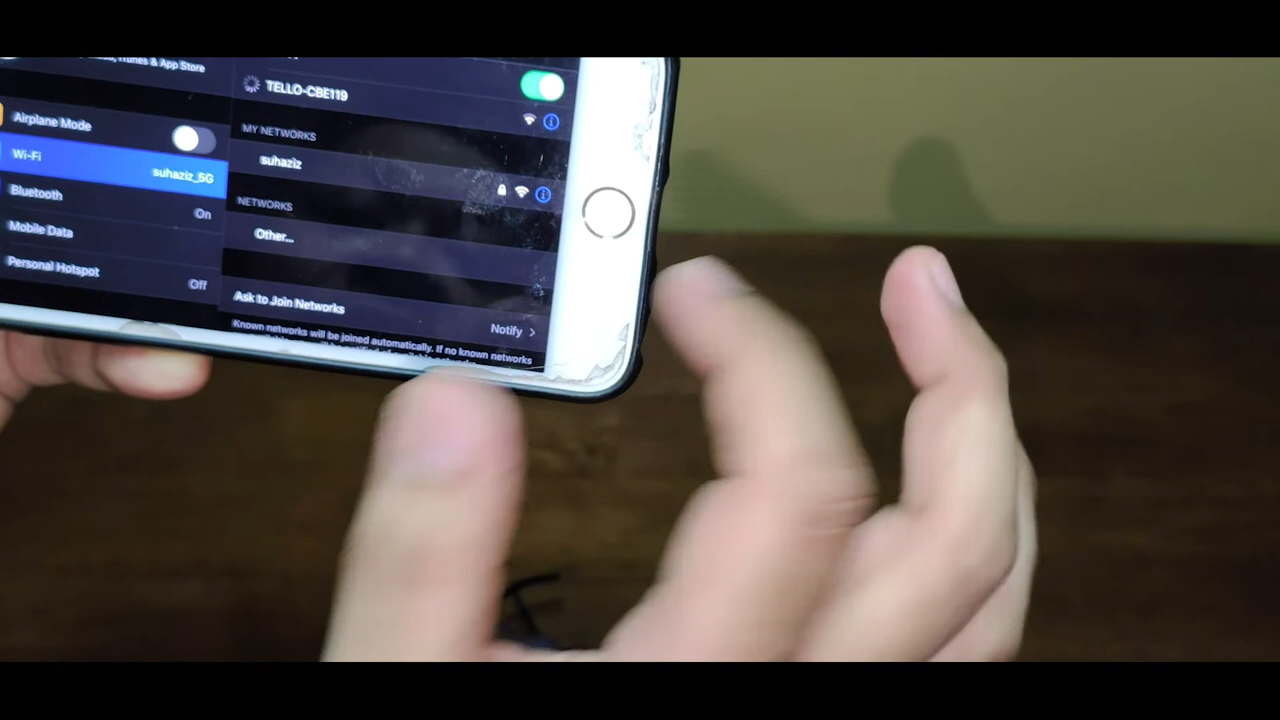 iTunes & App Store
Airplane Mode
Wi-Fi
suhaziz_5G
Bluetooth
On
Mobile Data
Personal Hotspot
Off
TELLO-CBE119
MY NETWORKS
suhaziz
NETWORKS
Other...
Ask to Join Networks
Notify
Known networks will be joined automatically. If no known networks